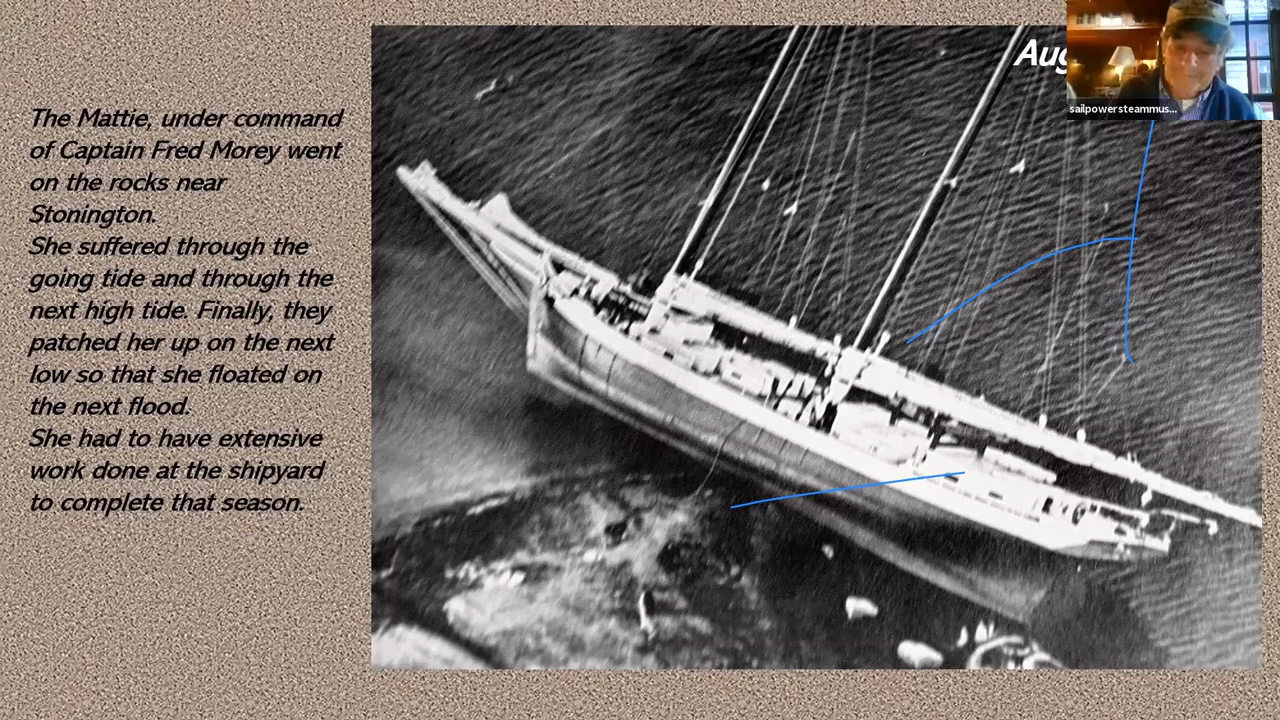 Aug
sailpowersteammus...
The Mattie, under command
of Captain Fred Morey went
on the rocks near
Stonington.
She suffered through the
going tide and through the
next high tide. Finally, they
patched her up on the next
low so that she floated on
the next flood.
She had to have extensive
work done at the shipyard
to complete that season.